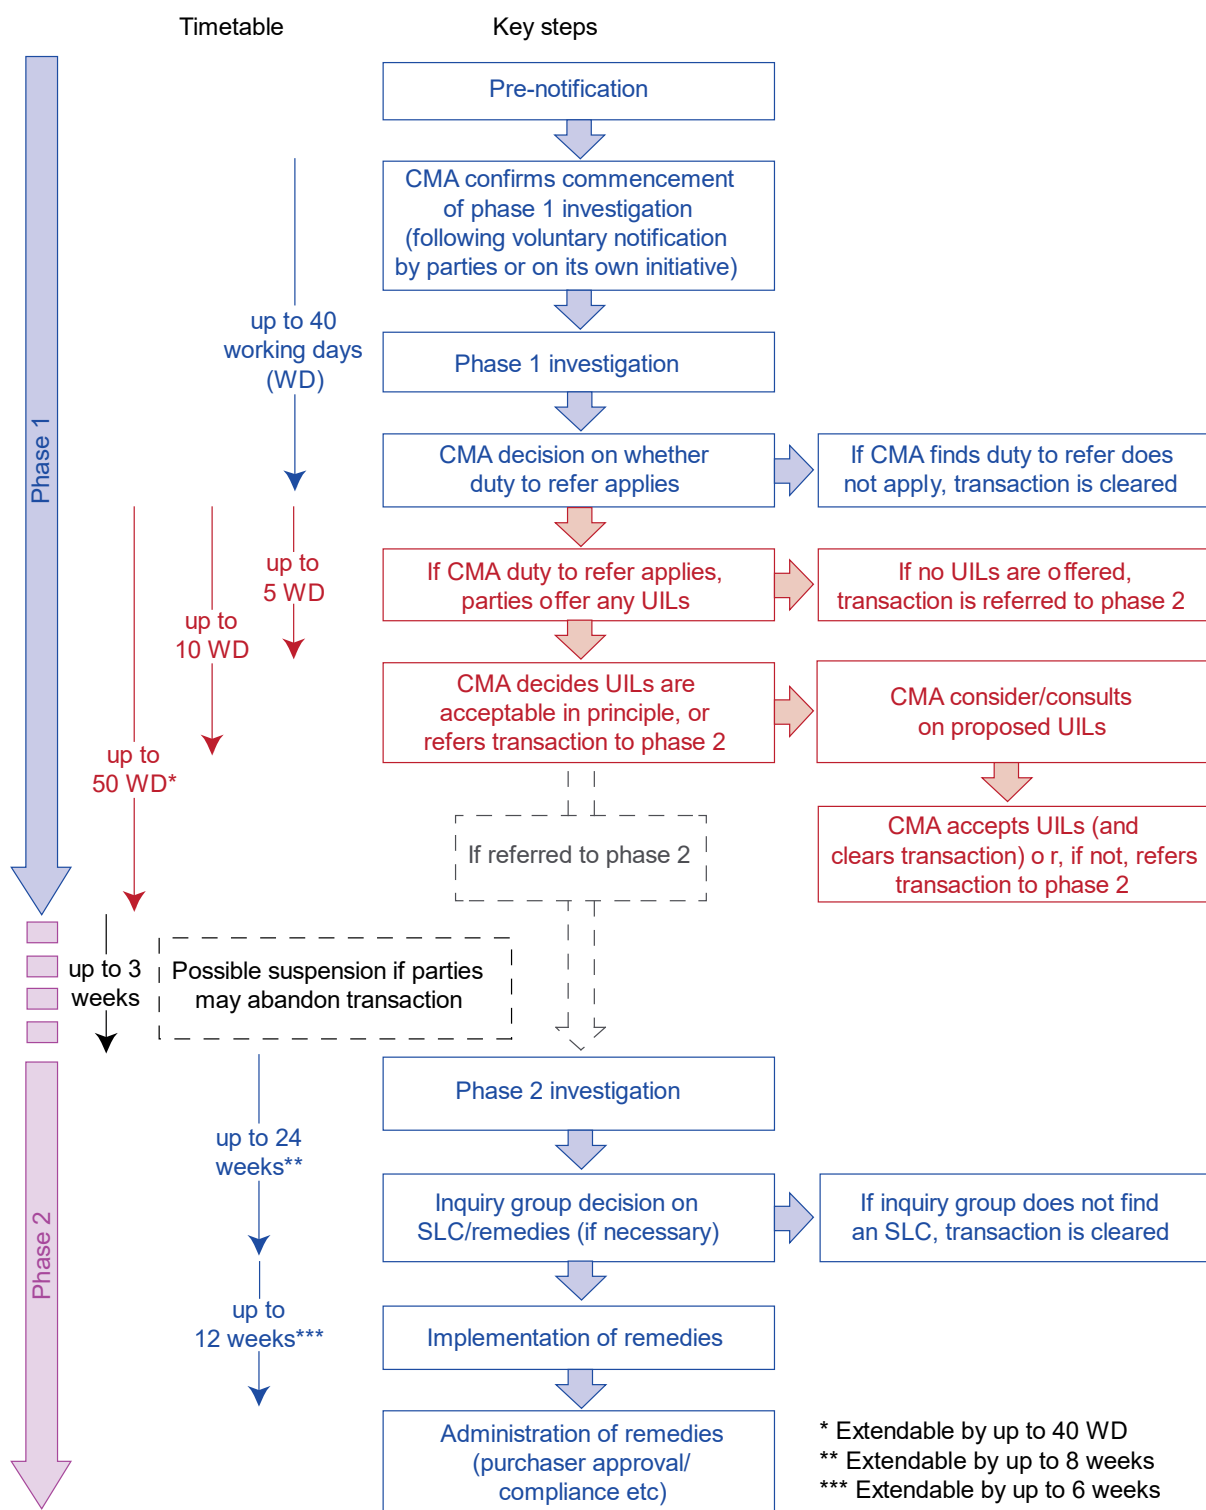 Timetable
Key steps
Pre-notification
CMA confirms commencement
of phase 1 investigation
(following voluntary notification
by parties or on its own initiative)
up to 40
working days
(WD)
Phase 1 investigation
Phase 1
CMA decision on whether
duty to refer applies
If CMA finds duty to refer does
not apply, transaction is cleared
up to
5 WD
If CMA duty to refer applies,
parties offer any UILs
If no UILs are offered,
transaction is referred to phase 2
up to
10 WD
CMA decides UILs are
acceptable in principle, or
refers transaction to phase 2
CMA consider/consults
on proposed UILs
up to
50 WD*
If referred to phase 2
CMA accepts UILs (and
clears transaction) o r, if not, refers
transaction to phase 2
up to 3
weeks
Possible suspension if parties
may abandon transaction
Phase 2 investigation
up to 24
weeks**
Inquiry group decision on
SLC/remedies (if necessary)
If inquiry group does not find
an SLC, transaction is cleared
Phase 2
up to
12 weeks***
Implementation of remedies
Administration of remedies
(purchaser approval/
compliance etc)
* Extendable by up to 40 WD
** Extendable by up to 8 weeks
*** Extendable by up to 6 weeks